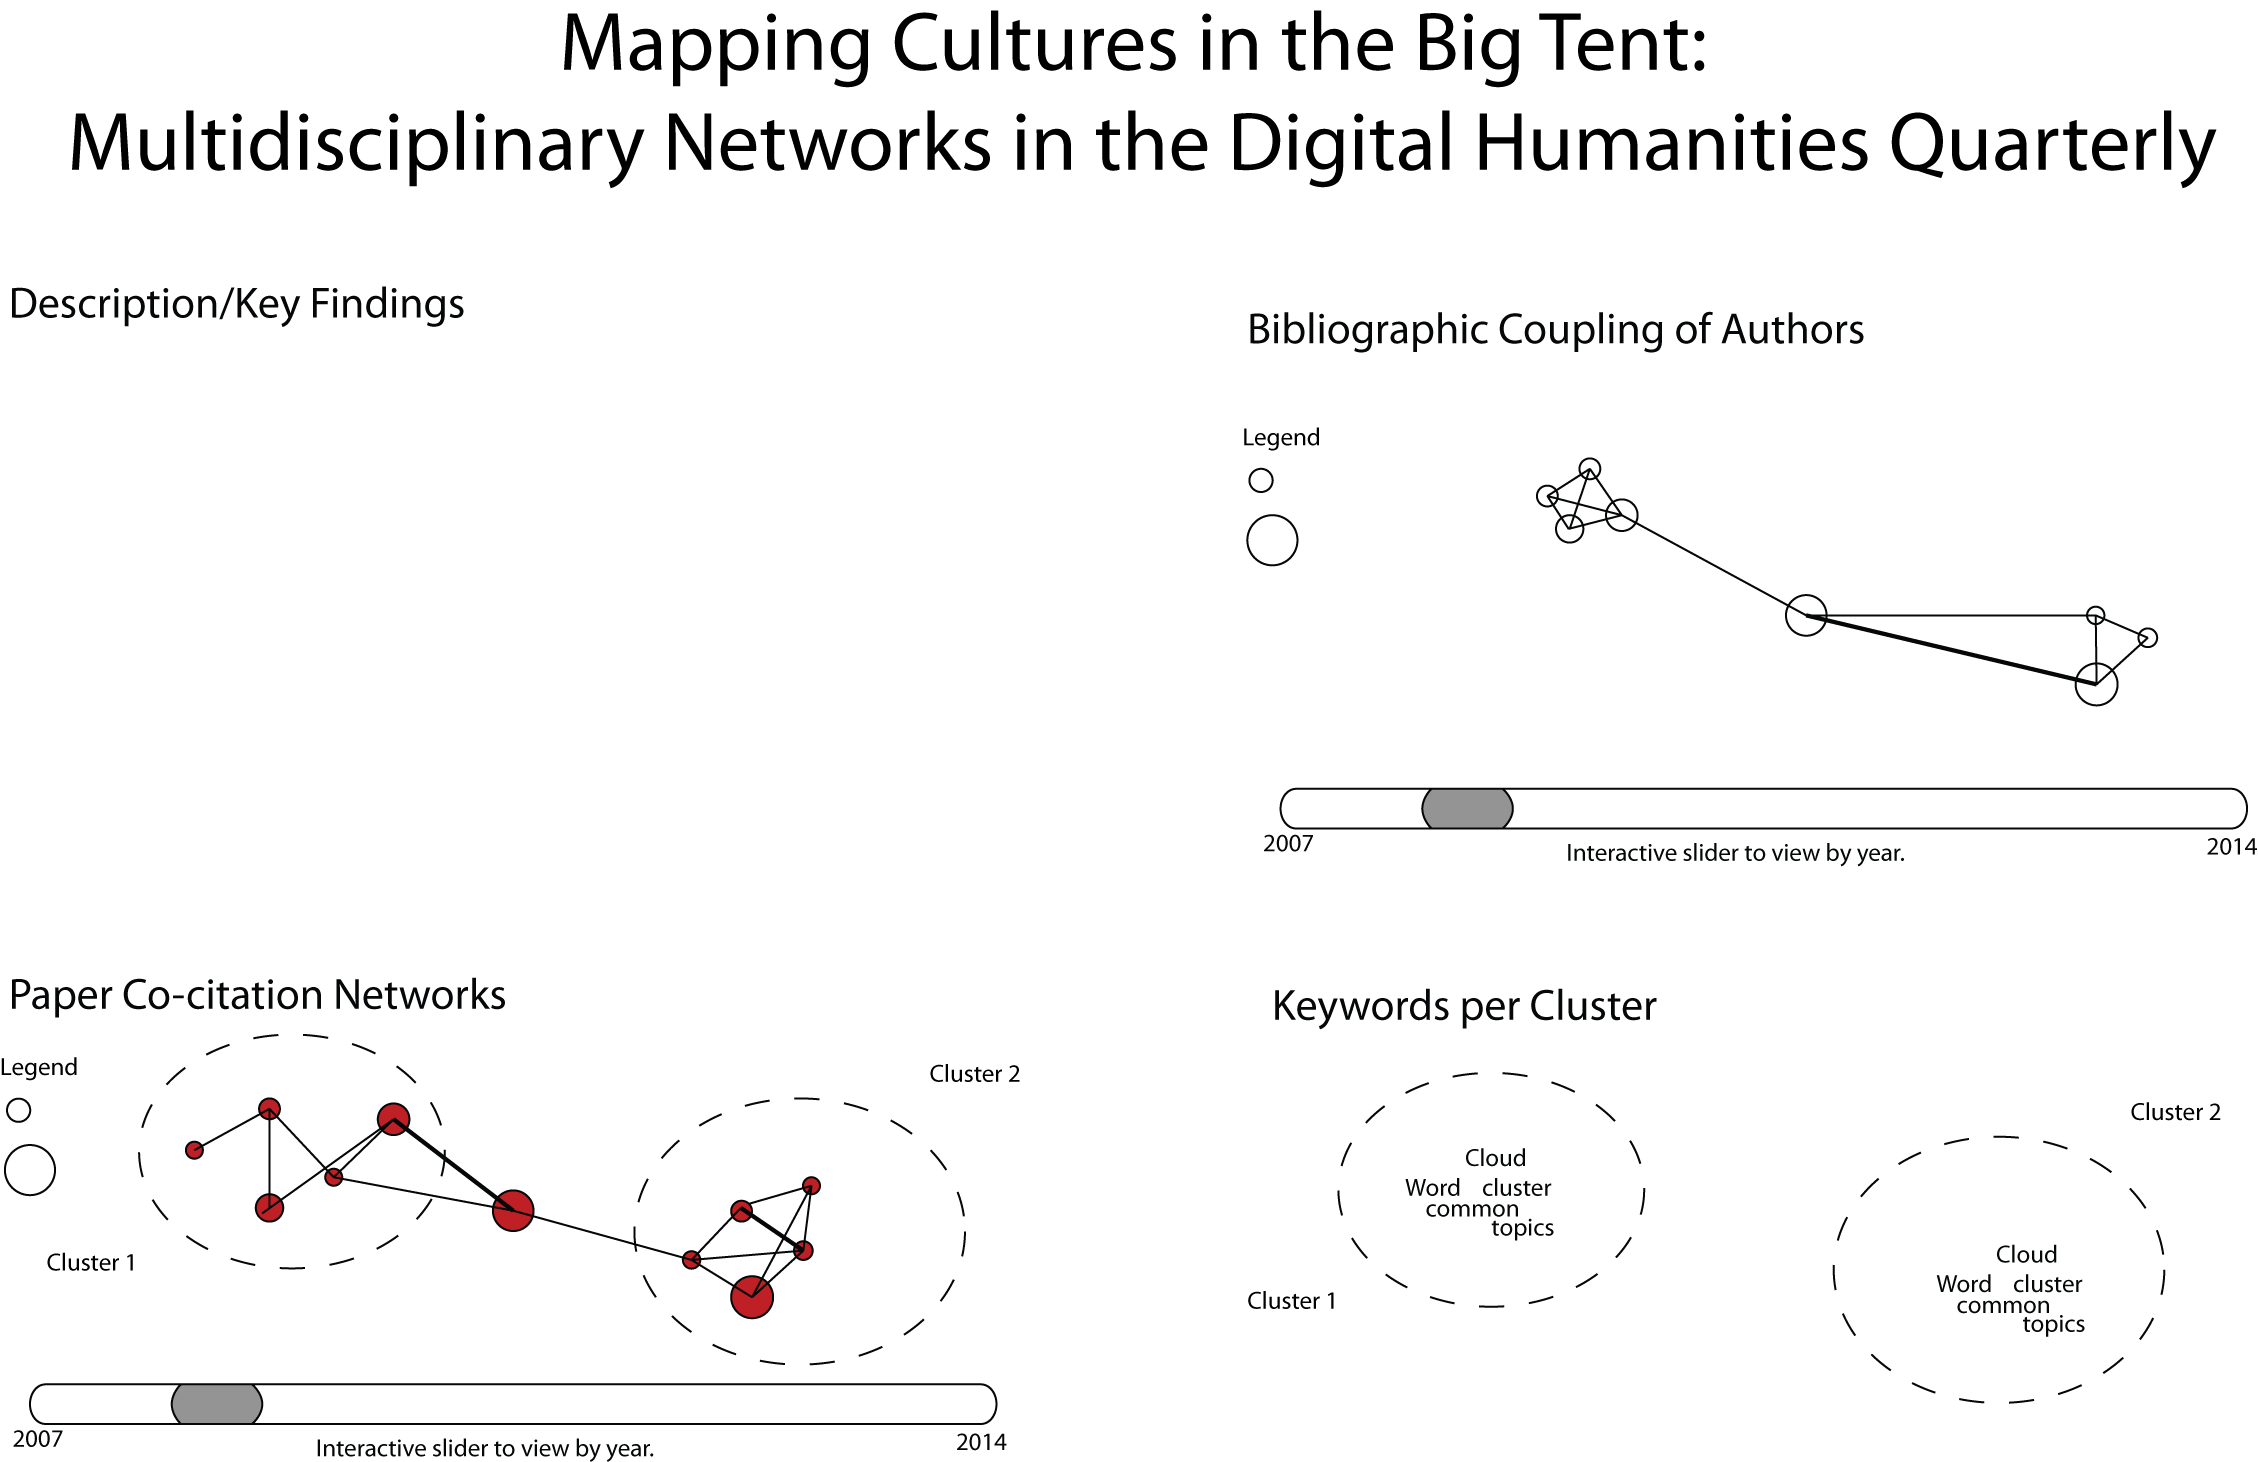 Mapping Cultures in the Big Tent:
Multidisciplinary Networks in the Digital Humanities Quarterly
Description/Key Findings
Bibliographic Coupling of Authors
Legend
2007
2014
Interactive slider to view by year.
Paper Co-citation Networks
Legend
Cluster 2
Cluster 1
2007
2014
Interactive slider to view by year.
Keywords per Cluster
Cluster 2
Cloud
Word cluster
common
topics
Cluster 1
Cloud
Word cluster
common
topics